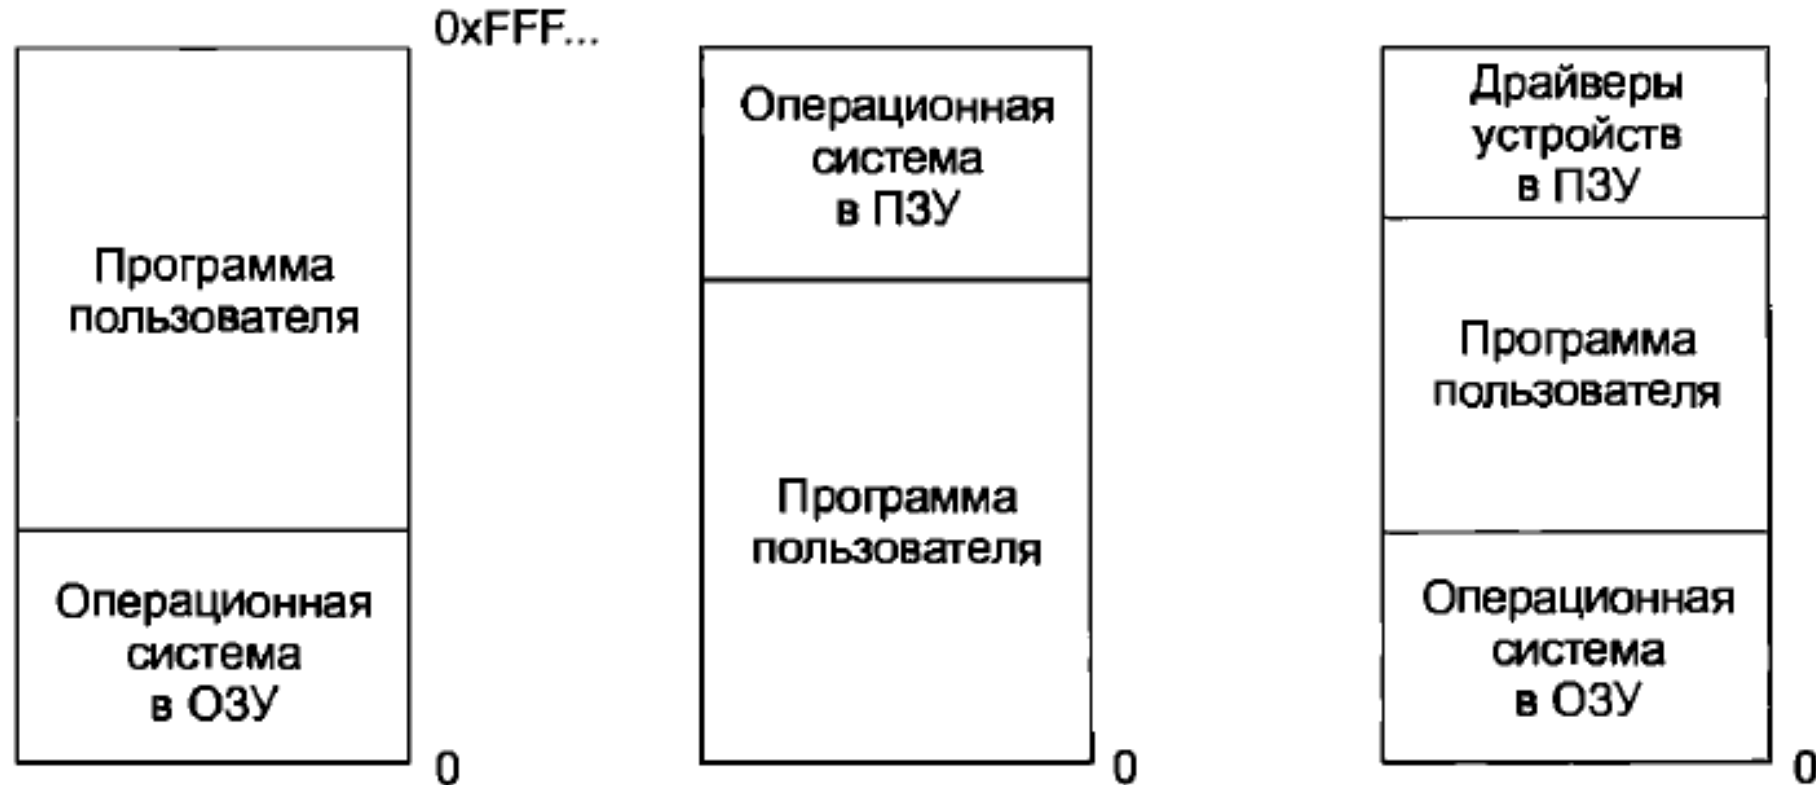 0xFFF...
Программа
пользователя
Операционная
система
в ОЗУ
0
Операционная
система
в ПЗУ
Программа
пользователя
0
Драйверы
устройств
в ПЗУ
Программа
пользователя
Операционная
система
в ОЗУ
0